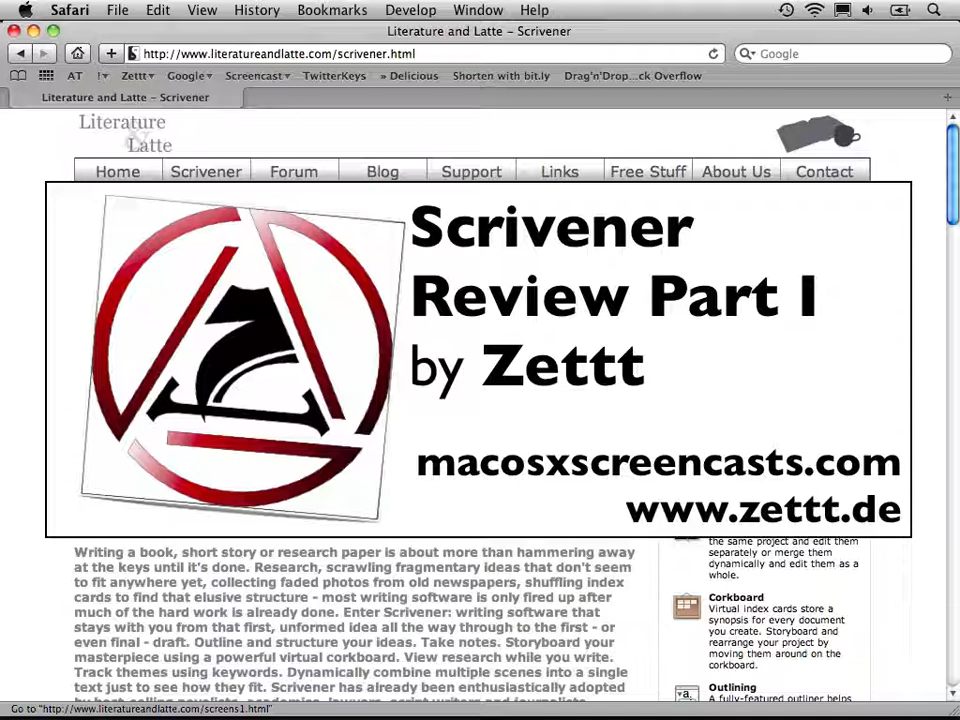 Safari File Edit View History Bookmarks Develop Window Help
Literature and Latte – Scrivener
http://www.literatureandlatte.com/scrivener.html
Google
AT !▾ Zettt▾ Google▾ Screencast▾ TwitterKeys » Delicious Shorten with bit.ly Drag'n'Drop...ck Overflow
Literature and Latte – Scrivener
Literature
&
Latte
Home Scrivener Forum Blog Support Links Free Stuff About Us Contact
Scrivener
Review Part 1
by Zettt
macosxscreencasts.com
www.zettt.de
Writing a book, short story or research paper is about more than hammering away
at the keys until it's done. Research, scrawling fragmentary ideas that don't seem
to fit anywhere yet, collecting faded photos from old newspapers, shuffling index
cards to find that elusive structure - most writing software is only fired up after
much of the hard work is already done. Enter Scrivener: writing software that
stays with you from that first, unformed idea all the way through to the first - or
even final - draft. Outline and structure your ideas. Take notes. Storyboard your
masterpiece using a powerful virtual corkboard. View research while you write.
Track themes using keywords. Dynamically combine multiple scenes into a single
text just to see how they fit. Scrivener has already been enthusiastically adopted
the same project and edit them
separately or merge them
dynamically and edit them as a
whole.
Corkboard
Virtual index cards store a
synopsis for every document
you create. Storyboard and
rearrange your project by
moving them around on the
corkboard.
Outlining
A fully-featured outliner helps
Go to "http://www.literatureandlatte.com/screens1.html"